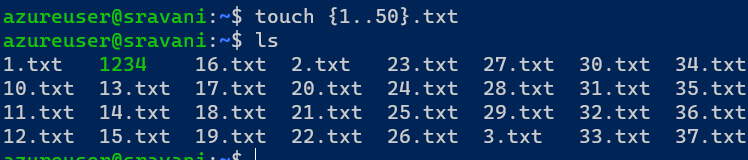 azureuser@sravani:~$ touch {1..50}.txt
azureuser@sravani:~$ ls
1.txt 1234 16.txt 2.txt 23.txt 27.txt 30.txt 34.txt
10.txt 13.txt 17.txt 20.txt 24.txt 28.txt 31.txt 35.txt
11.txt 14.txt 18.txt 21.txt 25.txt 29.txt 32.txt 36.txt
12.txt 15.txt 19.txt 22.txt 26.txt 3.txt 33.txt 37.txt
azureuser@sravani:~$